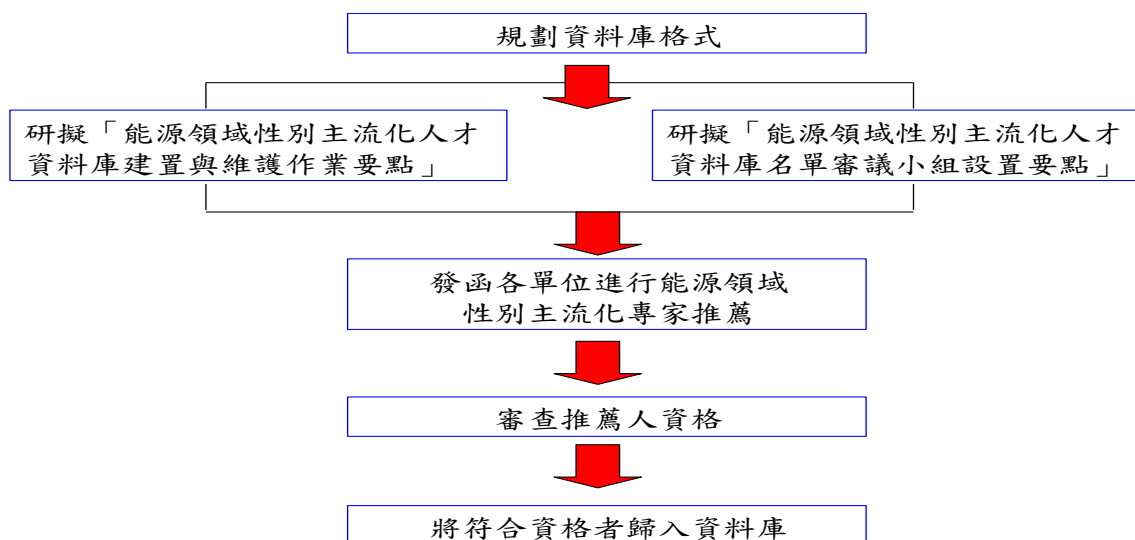 規劃資料庫格式
研擬「能源領域性別主流化人才
資料庫建置與維護作業要點」
研擬「能源領域性別主流化人才
資料庫名單審議小組設置要點」
發函各單位進行能源領域
性別主流化專家推薦
審查推薦人資格
將符合資格者歸入資料庫